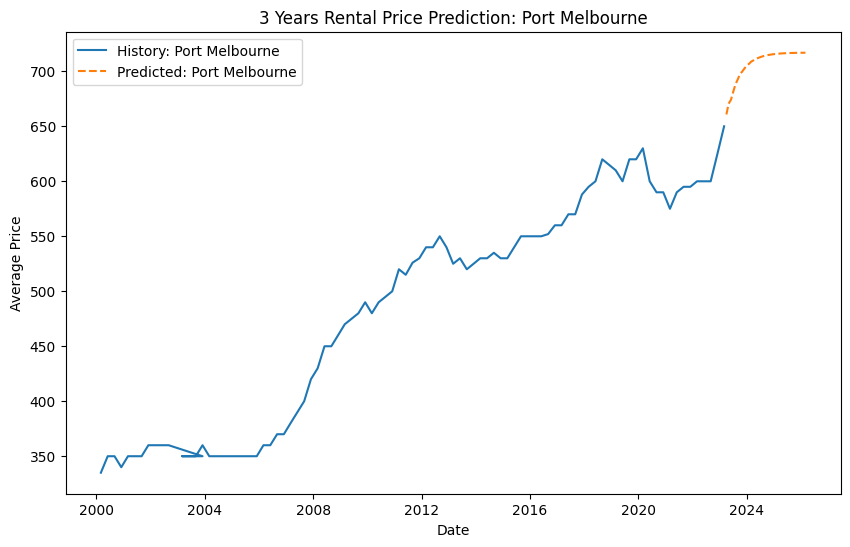 3 Years Rental Price Prediction: Port Melbourne
History: Port Melbourne
Predicted: Port Melbourne
700
650
600
550
500
450
400
350
Average Price
2000 2004 2008 2012 2016 2020 2024
Date